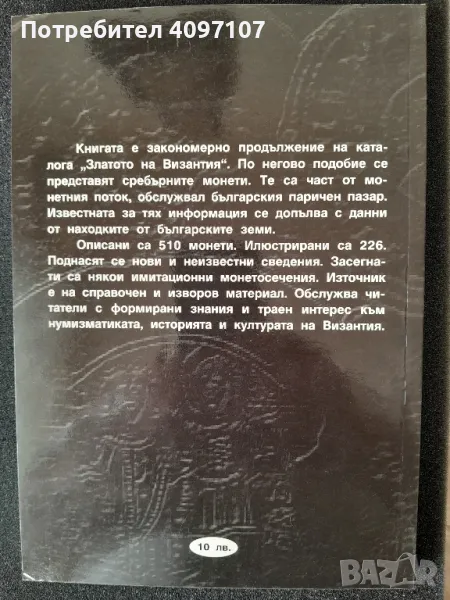 Потребител 4097107
Книгата е закономерно продължение на ката-
лога „Златото на Византия“. По негово подобие се
представят сребърните монети. Те са част от мо-
нетния поток, обслужвал българския паричен пазар.
Известната за тях информация се допълва с данни
от находките от българските земи.
Описани са 510 монети. Илюстрирани са 226.
Поднасят се нови и неизвестни сведения. Засегна-
ти са някои имитационни монетосечения. Източник
е на справочен и изворов материал. Обслужва чи-
татели с формирани знания и траен интерес към
нумизматиката, историята и културата на Византия.
10 лв.
BAZAR